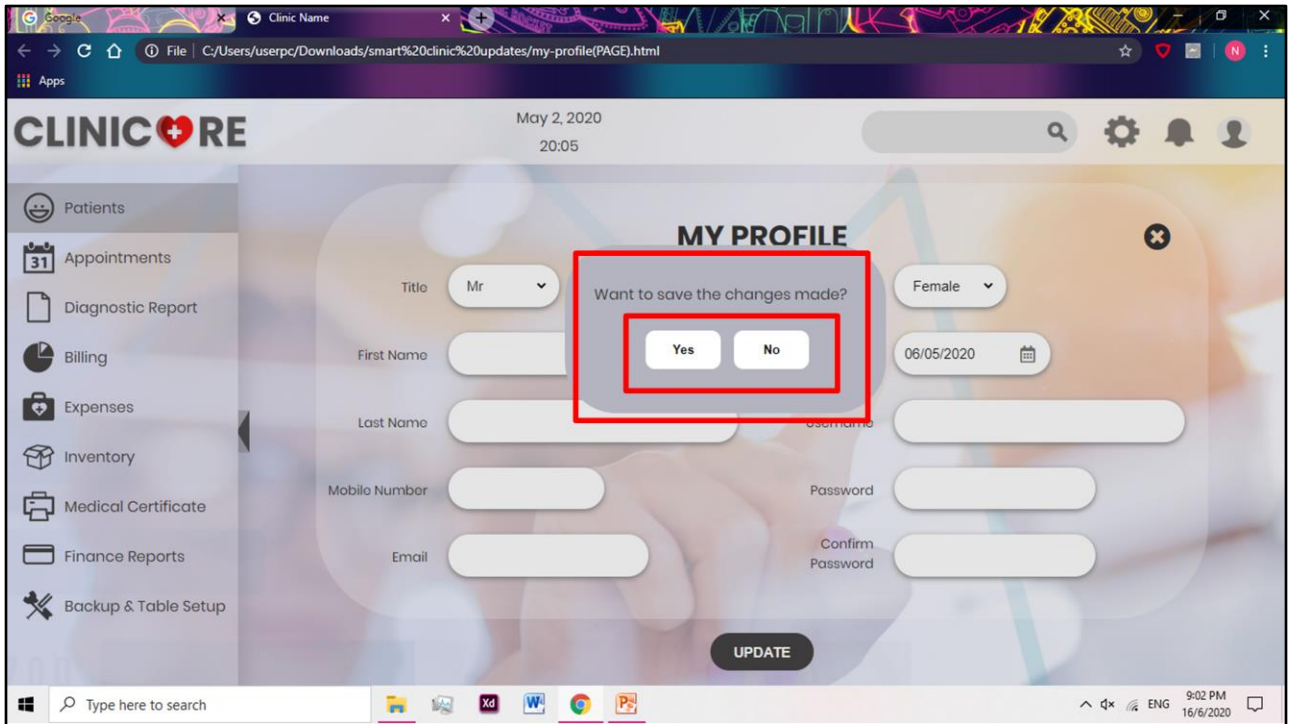 Google
Clinic Name
File | C:/Users/userpc/Downloads/smart%20clinic%20updates/my-profile(PAGE).html
N
Apps
CLINIC RE
May 2, 2020
20:05
Patients
31 Appointments
Diagnostic Report
Billing
Expenses
Inventory
Medical Certificate
Finance Reports
Backup & Table Setup
MY PROFILE
Title Mr
Female
Want to save the changes made?
Yes No
First Name
06/05/2020
Last Name
Username
Mobile Number
Password
Email
Confirm
Password
UPDATE
Type here to search
Xd
W
P
ENG
9:02 PM
16/6/2020